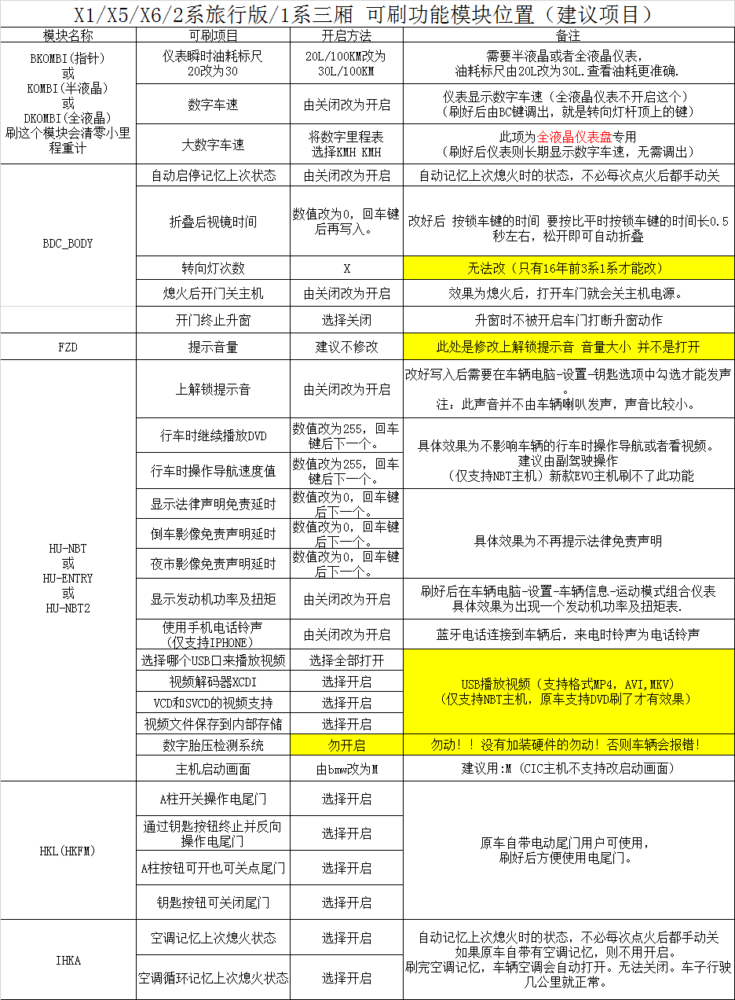 X1/X5/X6/2系旅行版/1系三厢 可刷功能模块位置（建议项目）
模块名称
可刷项目
开启方法
备注
BKOMBI(指针)
或
KOMBI(半液晶)
或
DKOMBI(全液晶)
刷这个模块会清零小里
程重计
仪表瞬时油耗标尺
20改为30
20L/100KM改为
30L/100KM
需要半液晶或者全液晶仪表，
油耗标尺由20L改为30L.查看油耗更准确.
数字车速
由关闭改为开启
仪表显示数字车速（全液晶仪表不开启这个）
（刷好后由BC键调出，就是转向灯杆顶上的键）
大数字车速
将数字里程表
选择KMH KMH
此项为全液晶仪表盘专用
（刷好后仪表则长期显示数字车速，无需调出）
BDC_BODY
自动启停记忆上次状态
由关闭改为开启
自动记忆上次熄火时的状态，不必每次点火后都手动关
折叠后视镜时间
数值改为0，回车键
后再写入。
改好后 按锁车键的时间 要按比平时按锁车键的时间长0.5
秒左右，松开即可自动折叠
转向灯次数
X
无法改（只有16年前3系1系才能改）
熄火后开门关主机
由关闭改为开启
效果为熄火后，打开车门就会关主机电源。
开门终止升窗
选择关闭
升窗时不被开启车门打断升窗动作
FZD
提示音量
建议不修改
此处是修改上解锁提示音 音量大小 并不是打开
HU-NBT
或
HU-ENTRY
或
HU-NBT2
上解锁提示音
由关闭改为开启
改好写入后需要在车辆电脑-设置-钥匙选项中勾选才能发声
。
注：此声音并不由车辆喇叭发声，声音比较小。
行车时继续播放DVD
数值改为255，回车
键后下一个。
具体效果为不影响车辆的行车时操作导航或者看视频。
建议由副驾驶操作
（仅支持NBT主机）新款EVO主机刷不了此功能
行车时操作导航速度值
数值改为255，回车
键后下一个。
显示法律声明免责延时
数值改为0，回车键
后下一个。
具体效果为不再提示法律免责声明
倒车影像免责声明延时
数值改为0，回车键
后下一个。
夜市影像免责声明延时
数值改为0，回车键
后下一个。
显示发动机功率及扭矩
由关闭改为开启
刷好后在车辆电脑-设置-车辆信息-运动模式组合仪表
具体效果为出现一个发动机功率及扭矩表.
使用手机电话铃声
(仅支持IPHONE)
由关闭改为开启
蓝牙电话连接到车辆后，来电时铃声为电话铃声
选择哪个USB口来播放视频
选择全部打开
USB播放视频（支持格式MP4，AVI,MKV）
（仅支持NBT主机，原车支持DVD刷了才有效果）
视频解码器XCDI
选择开启
VCD和SVCD的视频支持
选择开启
视频文件保存到内部存储
选择开启
数字胎压检测系统
勿开启
勿动！！没有加装硬件的勿动！否则车辆会报错！
主机启动画面
由bmw改为M
建议用:M (CIC主机不支持改启动画面)
HKL(HKFM)
A柱开关操作电尾门
选择开启
原车自带电动尾门用户可使用，
刷好后方便使用电尾门。
通过钥匙按钮终止并反向
操作电尾门
选择开启
A柱按钮可开也可关点尾门
选择开启
钥匙按钮可关闭尾门
选择开启
IHKA
空调记忆上次熄火状态
选择开启
自动记忆上次熄火时的状态，不必每次点火后都手动关
如果原车自带有空调记忆，则不用开启。
刷完空调记忆，车辆空调会自动打开。无法关闭。车子行驶
几公里就正常。
空调循环记忆上次熄火状态
选择开启